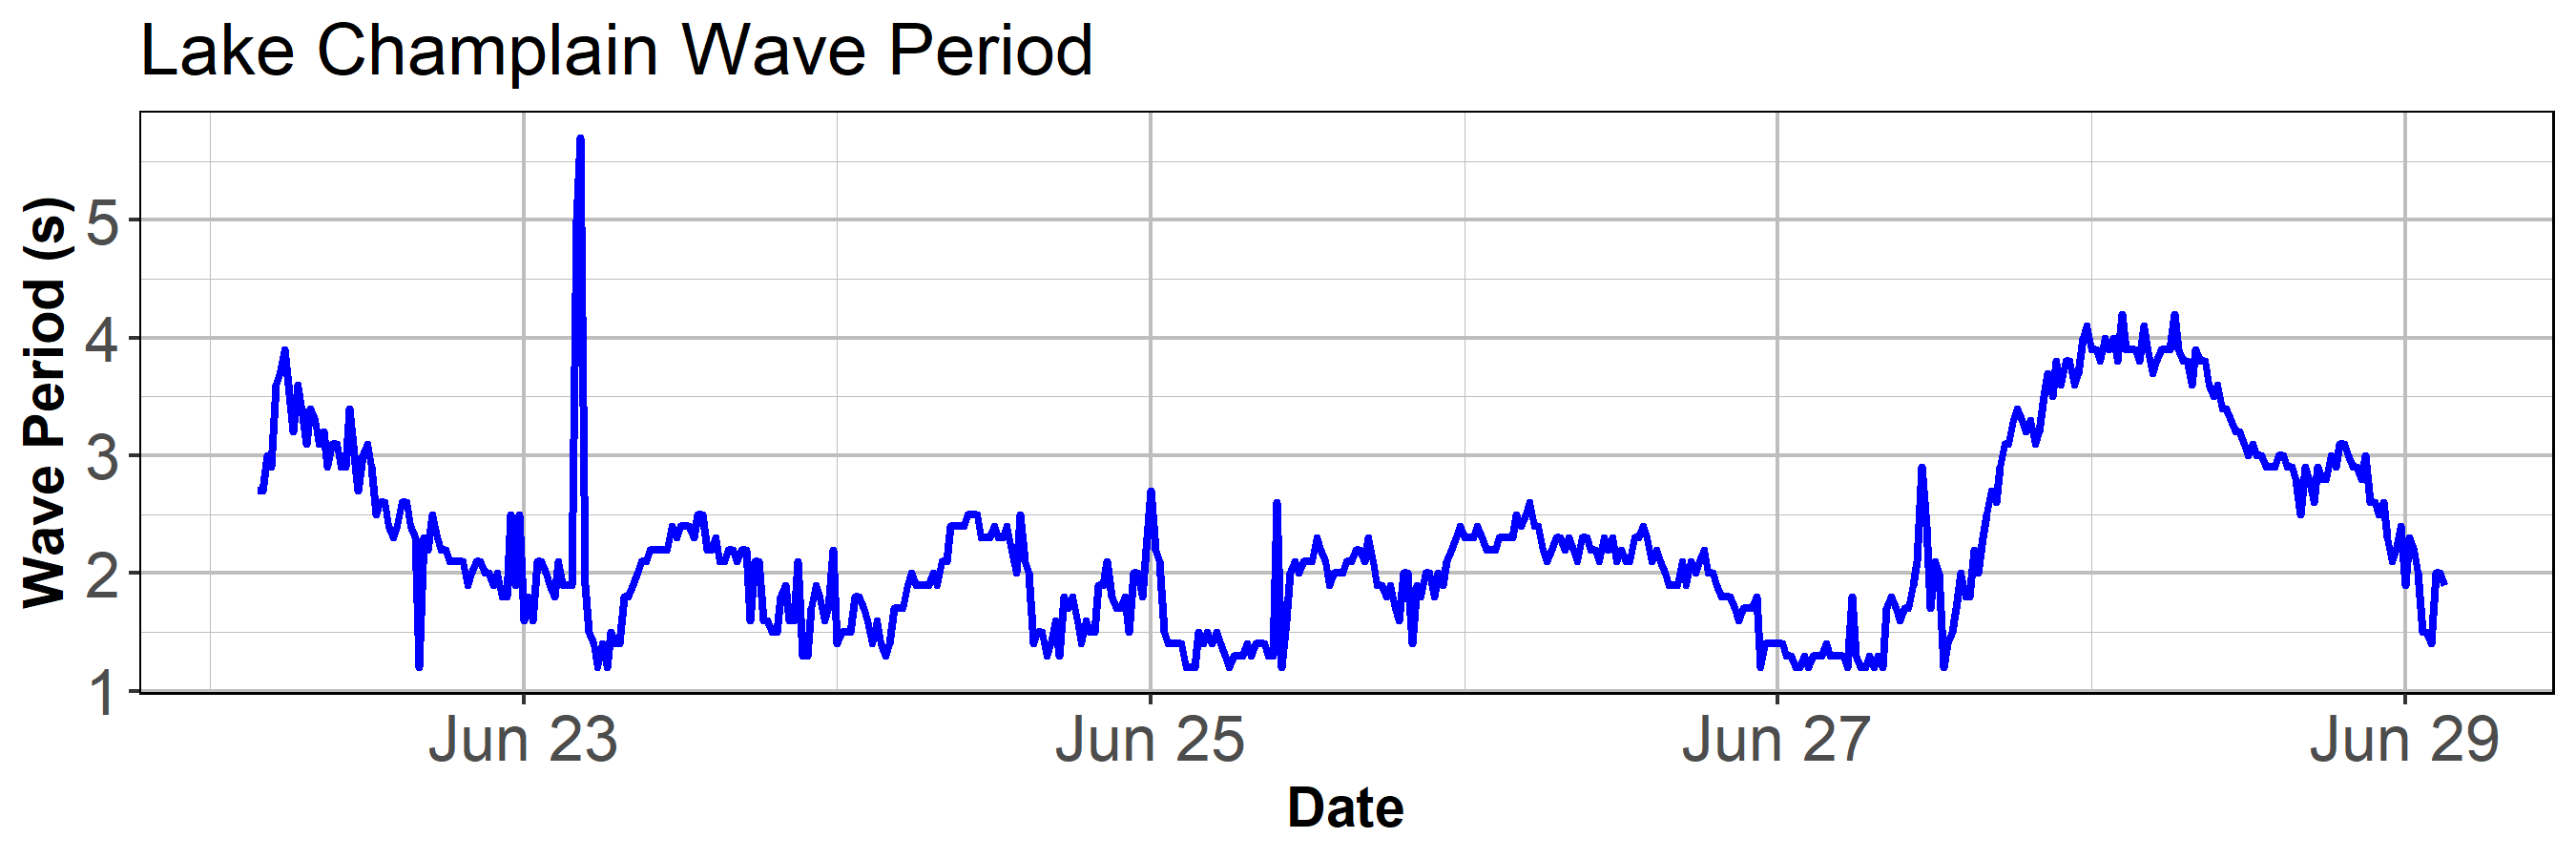 Lake Champlain Wave Period
Wave Period (s)
5
4
3
2
1
Jun 23
Jun 25
Jun 27
Jun 29
Date